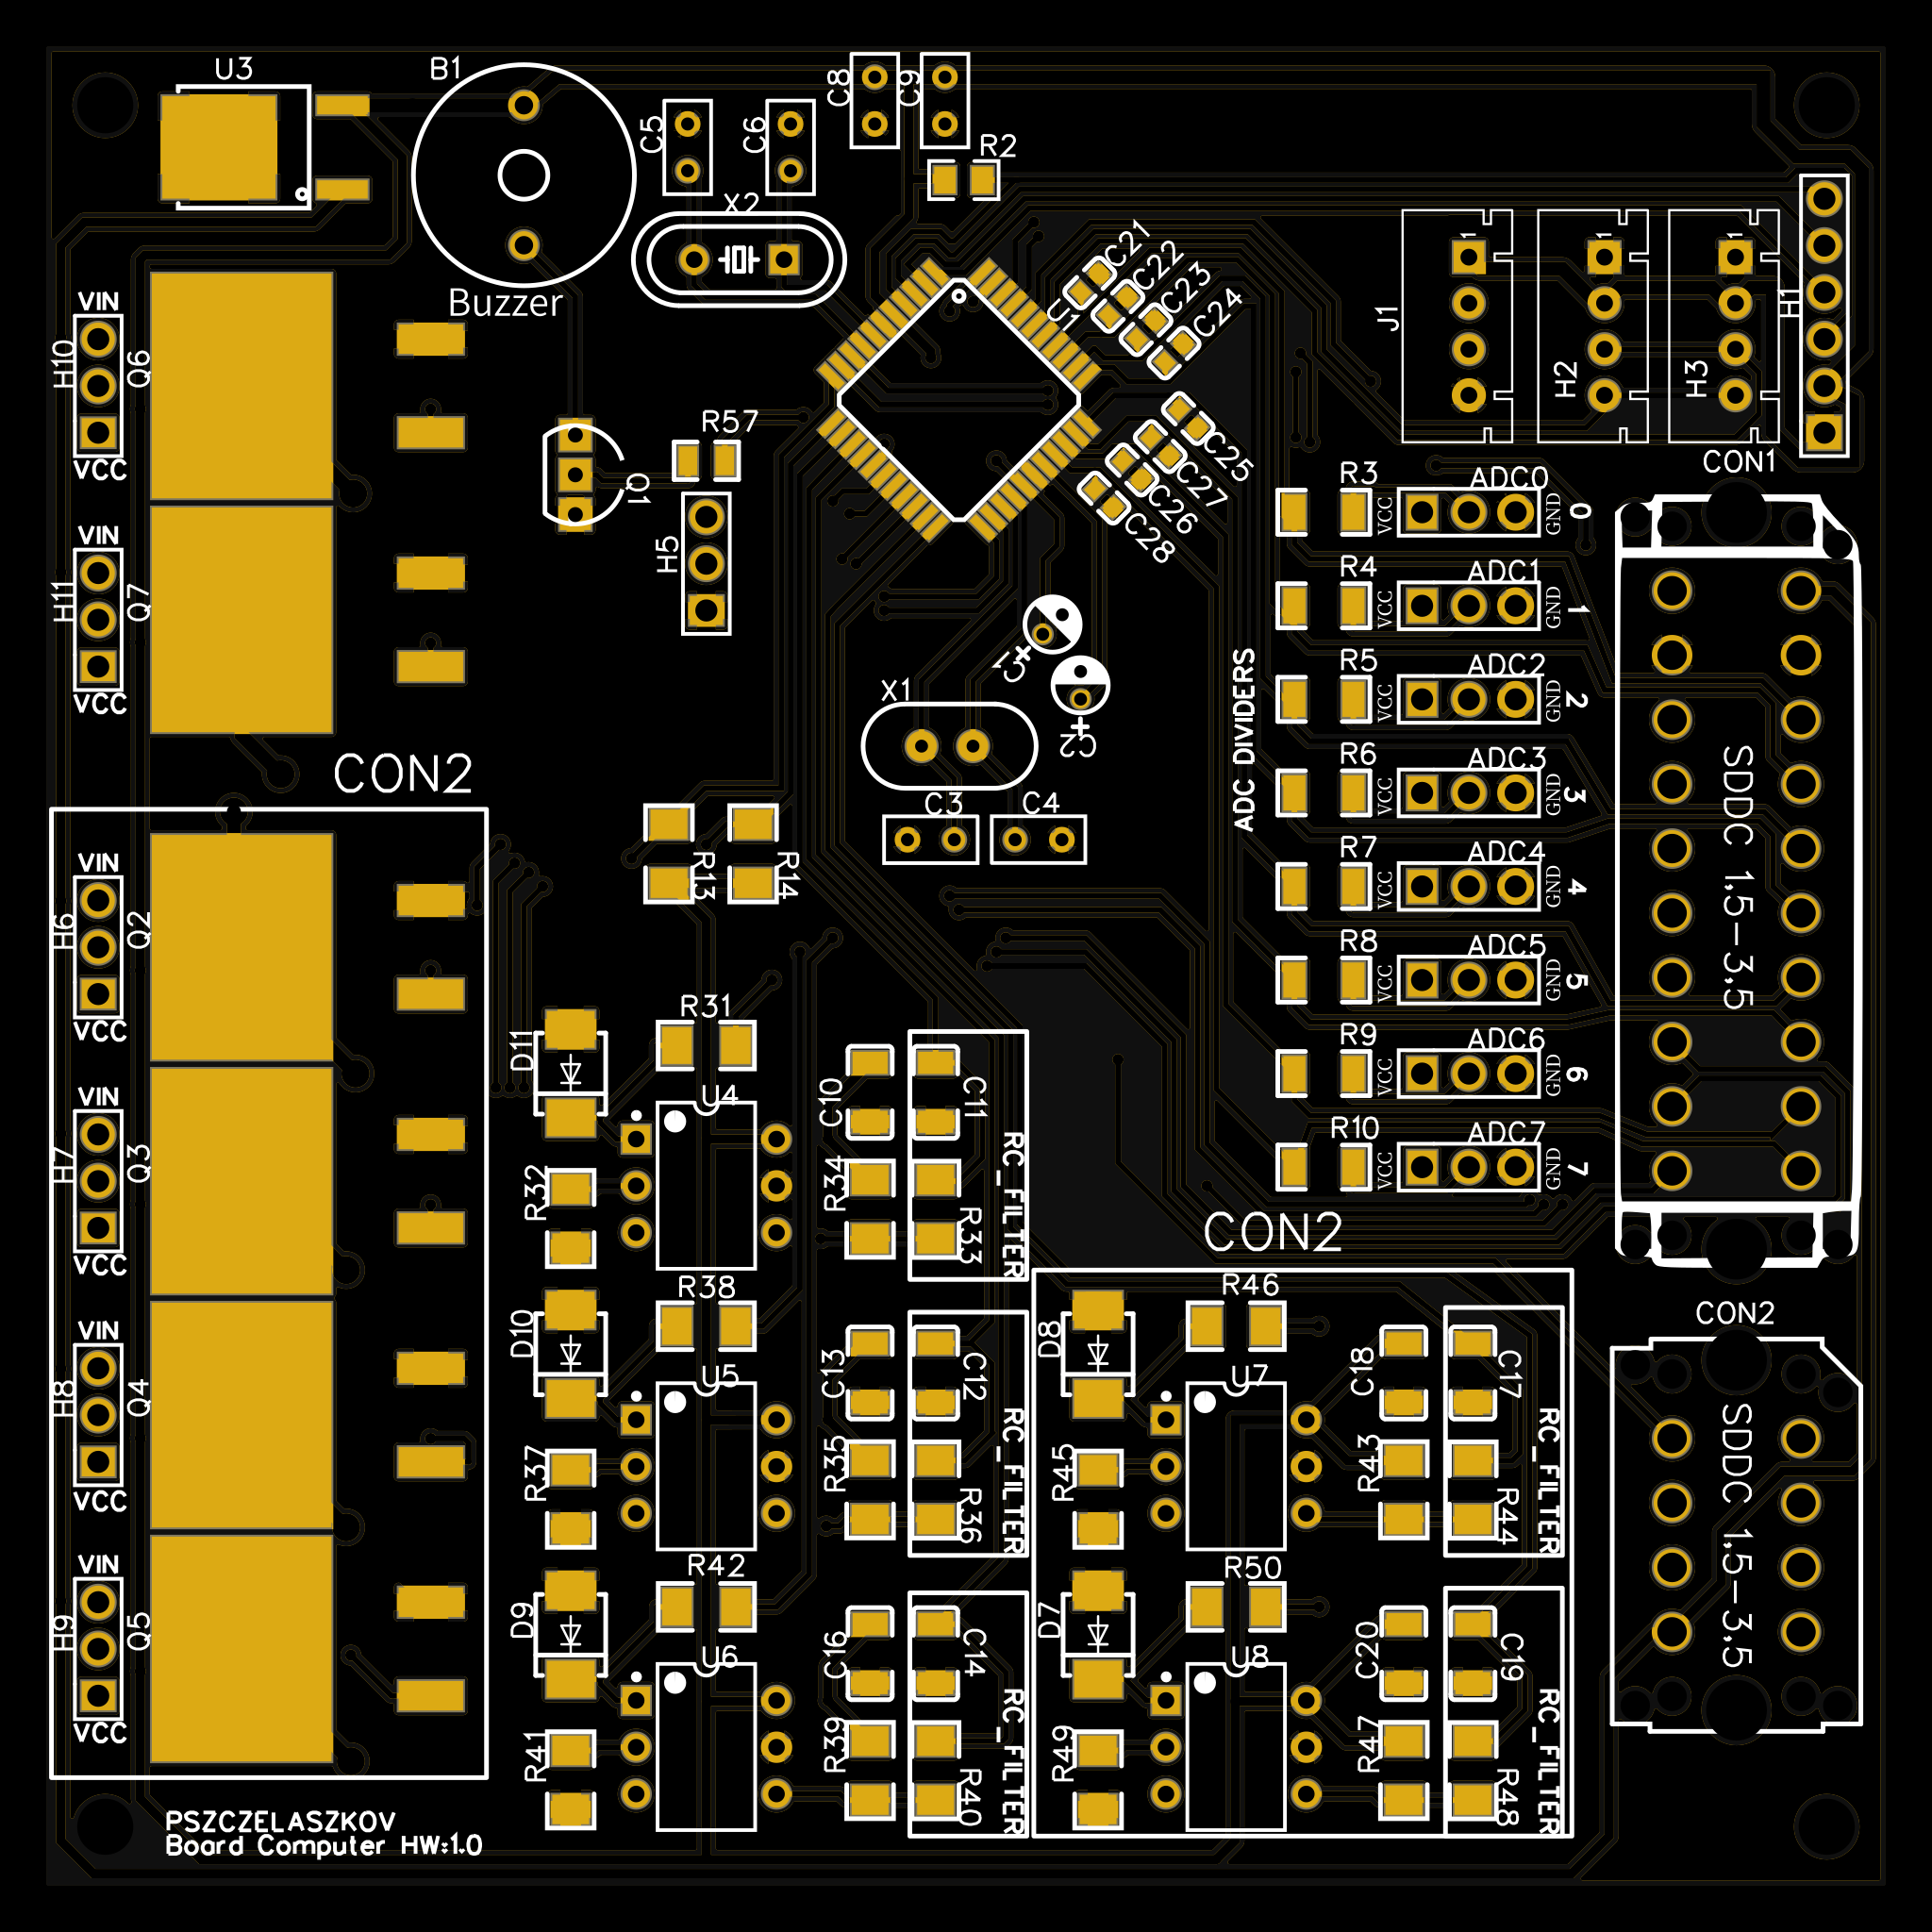 U3
B1
C8
C9
C5
C6
R2
X2
C21
C22
C23
C24
U1
Buzzer
J1
1
H2
1
H3
1
H1
VIN
H10
Q6
VCC
R57
Q1
H5
C25
C27
C26
C28
CON1
VIN
H11
Q7
VCC
R3
VCC
ADC0
GND
0
R4
VCC
ADC1
GND
1
R5
VCC
ADC2
GND
2
R6
VCC
ADC3
GND
3
R7
VCC
ADC4
GND
4
R8
VCC
ADC5
GND
5
R9
VCC
ADC6
GND
6
R10
VCC
ADC7
GND
7
ADC DIVIDERS
SDDC 1,5-3,5
C1
+
C2
+
X1
C3
C4
CON2
R13
R14
VIN
H6
Q2
VCC
VIN
H7
Q3
VCC
VIN
H8
Q4
VCC
VIN
H9
Q5
VCC
D11
R31
U4
R32
C10
C11
R34
R33
RC_FILTER
D10
R38
U5
R37
C13
C12
R35
R36
RC_FILTER
D9
R42
U6
R41
C16
C14
R39
R40
RC_FILTER
CON2
D8
R46
U7
R45
C18
C17
R43
R44
RC_FILTER
D7
R50
U8
R49
C20
C19
R47
R48
RC_FILTER
CON2
SDDC 1,5-3,5
PSZCZELASZKOV
Board Computer HW:1.0